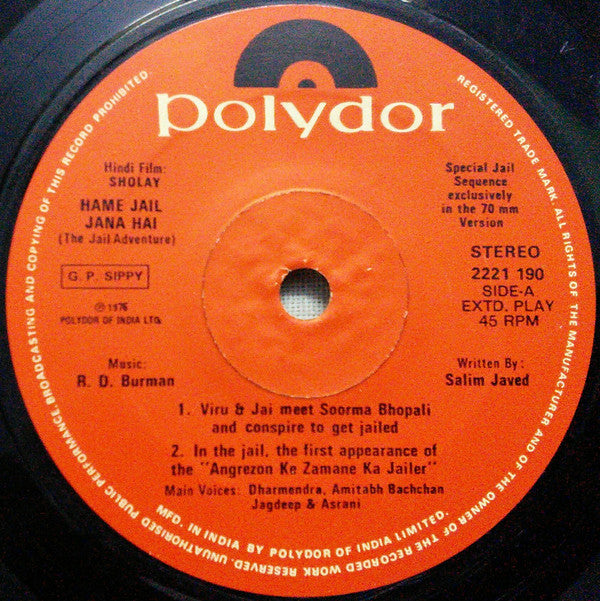 polydor
Hindi Film:
SHOLAY
HAME JAIL
JANA HAI
(The Jail Adventure)
G. P. SIPPY
℗ 1976
POLYDOR OF INDIA LTD.
Special Jail
Sequence
exclusively
in the 70 mm
Version
STEREO
2221 190
SIDE-A
EXTD. PLAY
45 RPM
Music:
R. D. Burman
Written By:
Salim Javed
1. Viru & Jai meet Soorma Bhopali
and conspire to get jailed
2. In the jail, the first appearance of
the "Angrezon Ke Zamane Ka Jailer"
Main Voices: Dharmendra, Amitabh Bachchan
Jagdeep & Asrani
MFD. IN INDIA BY POLYDOR OF INDIA LIMITED.
REGISTERED TRADE MARK. ALL RIGHTS OF THE MANUFACTURER AND OF THE OWNER OF THE RECORDED WORK RESERVED. UNAUTHORISED PUBLIC PERFORMANCE BROADCASTING AND COPYING OF THIS RECORD PROHIBITED.